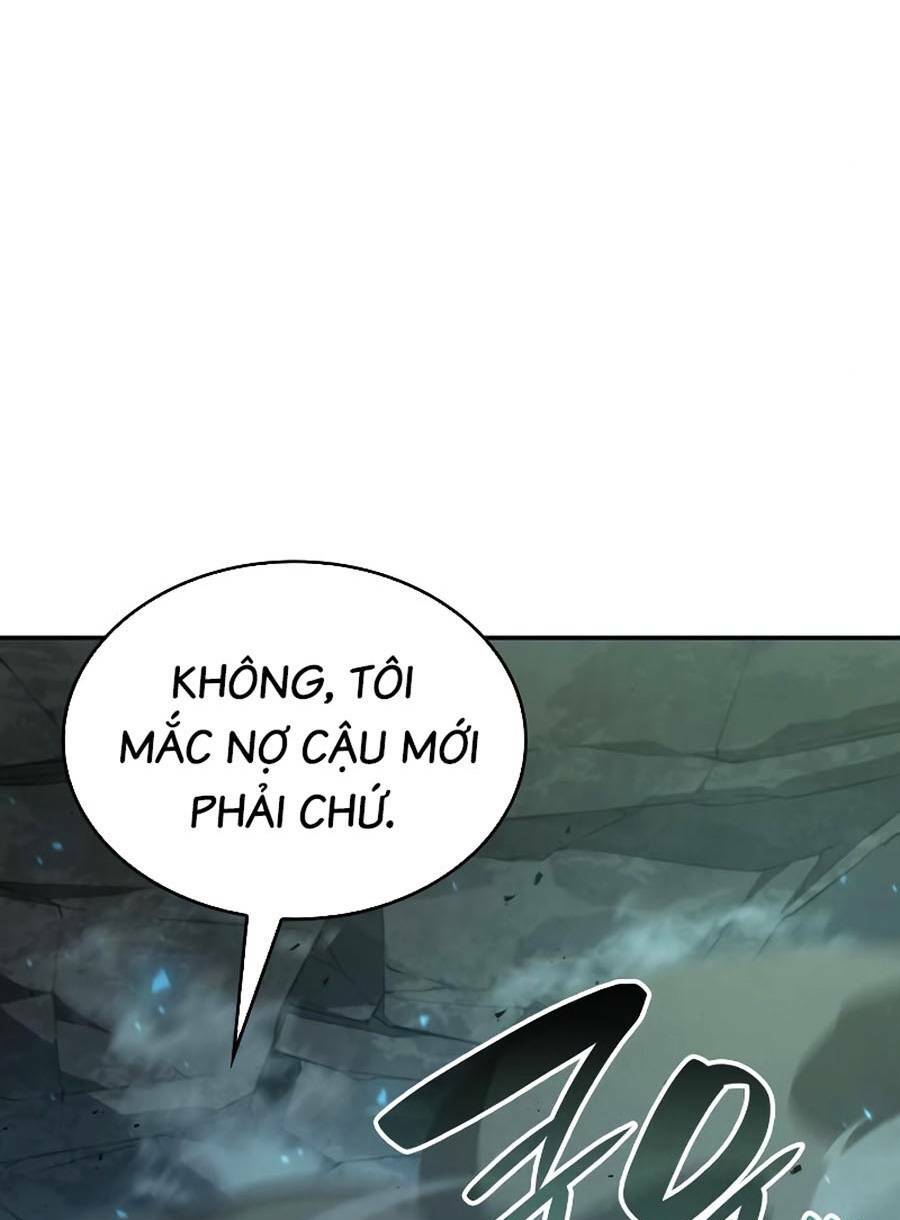 KHÔNG, TÔI
MẮC NỢ CẬU MỚI
PHẢI CHỨ.